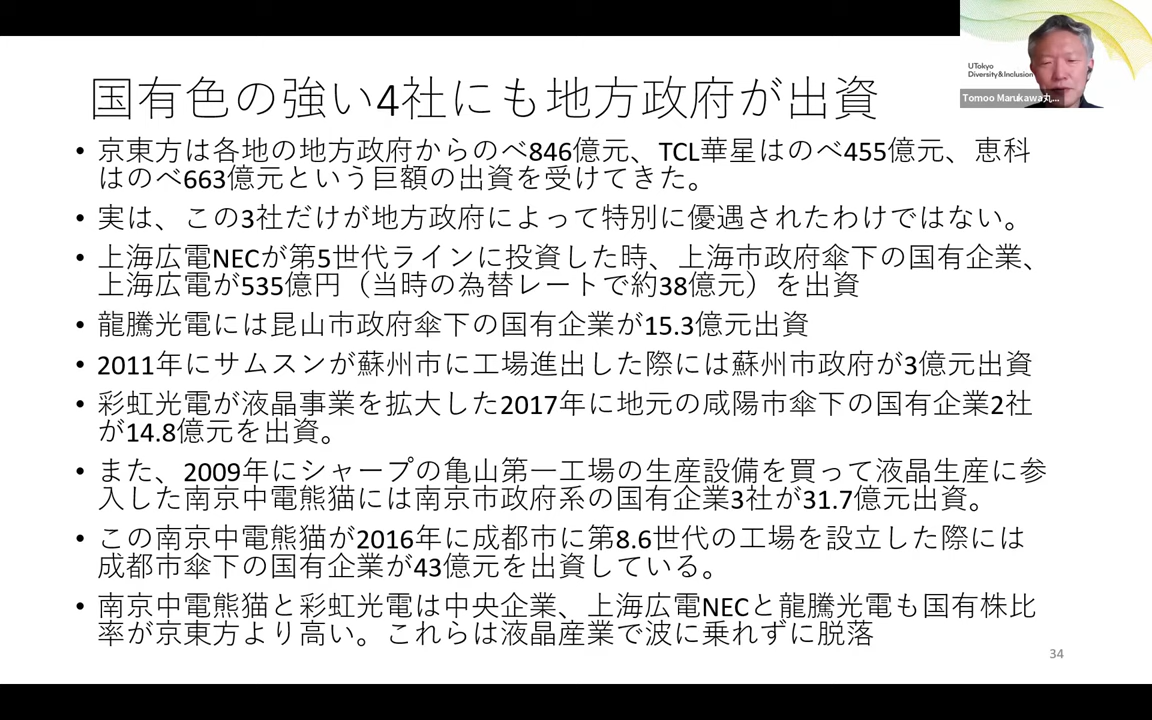 UTokyo
Diversity&Inclusion
Tomoo Marukawa丸...
国有色の強い4社にも地方政府が出資
• 京東方は各地の地方政府からのべ846億元、TCL華星はのべ455億元、恵科
はのべ663億元という巨額の出資を受けてきた。
• 実は、この3社だけが地方政府によって特別に優遇されたわけではない。
• 上海広電NECが第5世代ラインに投資した時、上海市政府傘下の国有企業、
上海広電が535億円（当時の為替レートで約38億元）を出資
• 龍騰光電には昆山市政府傘下の国有企業が15.3億元出資
• 2011年にサムスンが蘇州市に工場進出した際には蘇州市政府が3億元出資
• 彩虹光電が液晶事業を拡大した2017年に地元の咸陽市傘下の国有企業2社
が14.8億元を出資。
• また、2009年にシャープの亀山第一工場の生産設備を買って液晶生産に参
入した南京中電熊猫には南京市政府系の国有企業3社が31.7億元出資。
• この南京中電熊猫が2016年に成都市に第8.6世代の工場を設立した際には
成都市傘下の国有企業が43億元を出資している。
• 南京中電熊猫と彩虹光電は中央企業、上海広電NECと龍騰光電も国有株比
率が京東方より高い。これらは液晶産業で波に乗れずに脱落
34